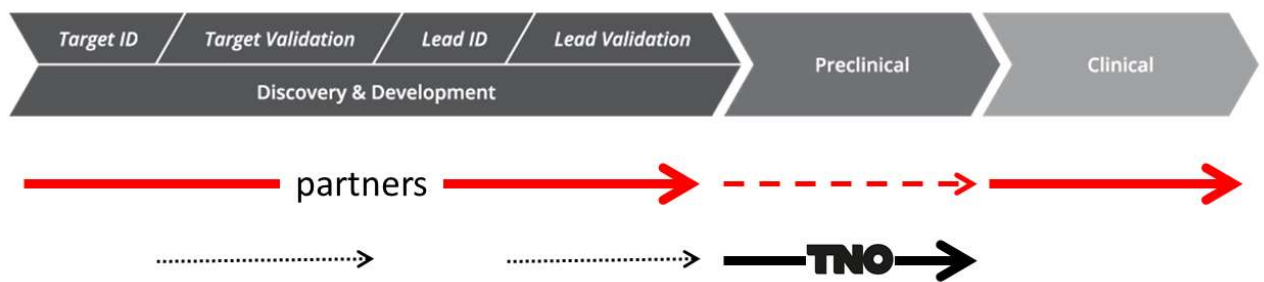 Target ID
Target Validation
Lead ID
Lead Validation
Discovery & Development
Preclinical
Clinical
partners
TNO